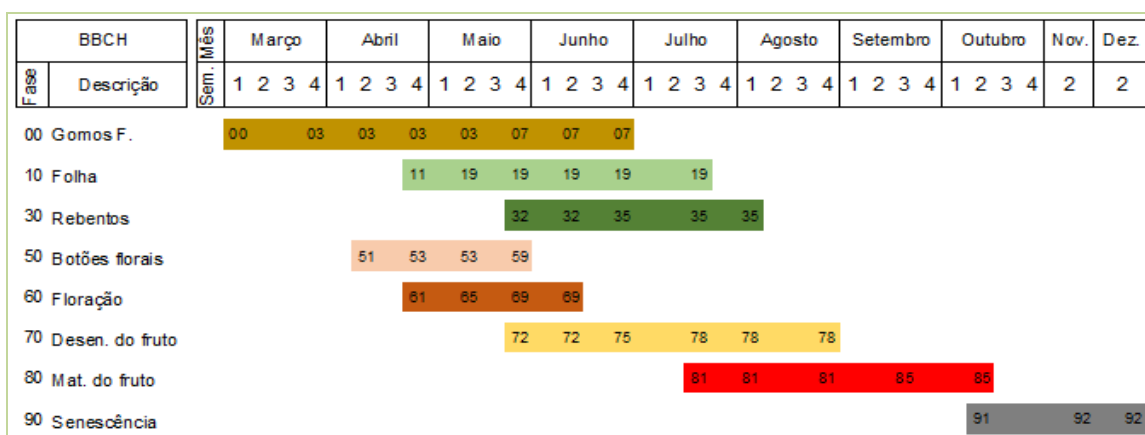 BBCH Mês Março Abril Maio Junho Julho Agosto Setembro Outubro Nov. Dez.
Fase Descrição Sem. 1 2 3 4 1 2 3 4 1 2 3 4 1 2 3 4 1 2 3 4 1 2 3 4 1 2 3 4 1 2 3 4 2 2
00 Gomos F. 00 03 03 03 03 07 07 07
10 Folha 11 19 19 19 19 19
30 Rebentos 32 32 35 35 35
50 Botões florais 51 53 53 59
60 Floração 61 65 69 69
70 Desen. do fruto 72 72 75 78 78 78
80 Mat. do fruto 81 81 81 85 85
90 Senescência 91 92 92